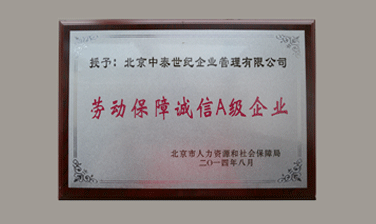 授予：北京中泰世纪企业管理有限公司
劳动保障诚信A级企业
北京市人力资源和社会保障局
二〇一四年八月